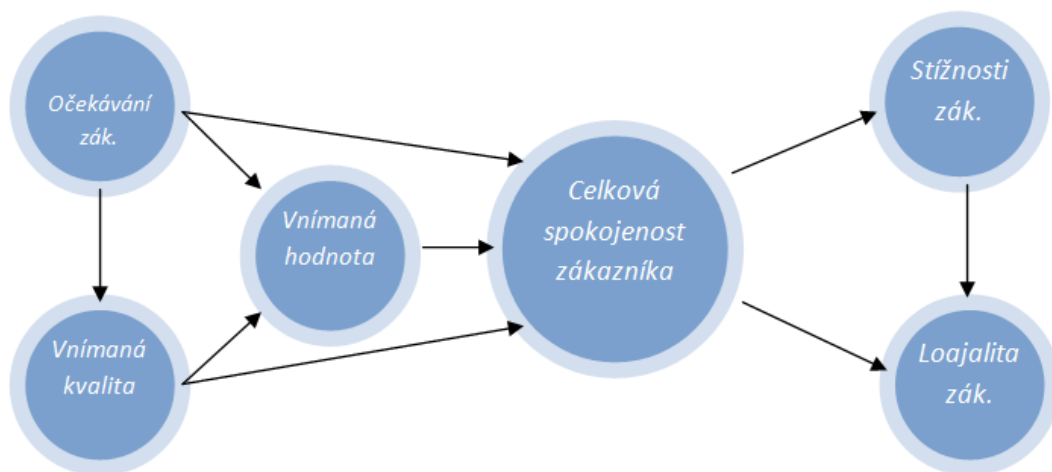 Očekávání
zák.
Vnímaná
hodnota
Vnímaná
kvalita
Celková
spokojenost
zákazníka
Stížnosti
zák.
Loajalita
zák.